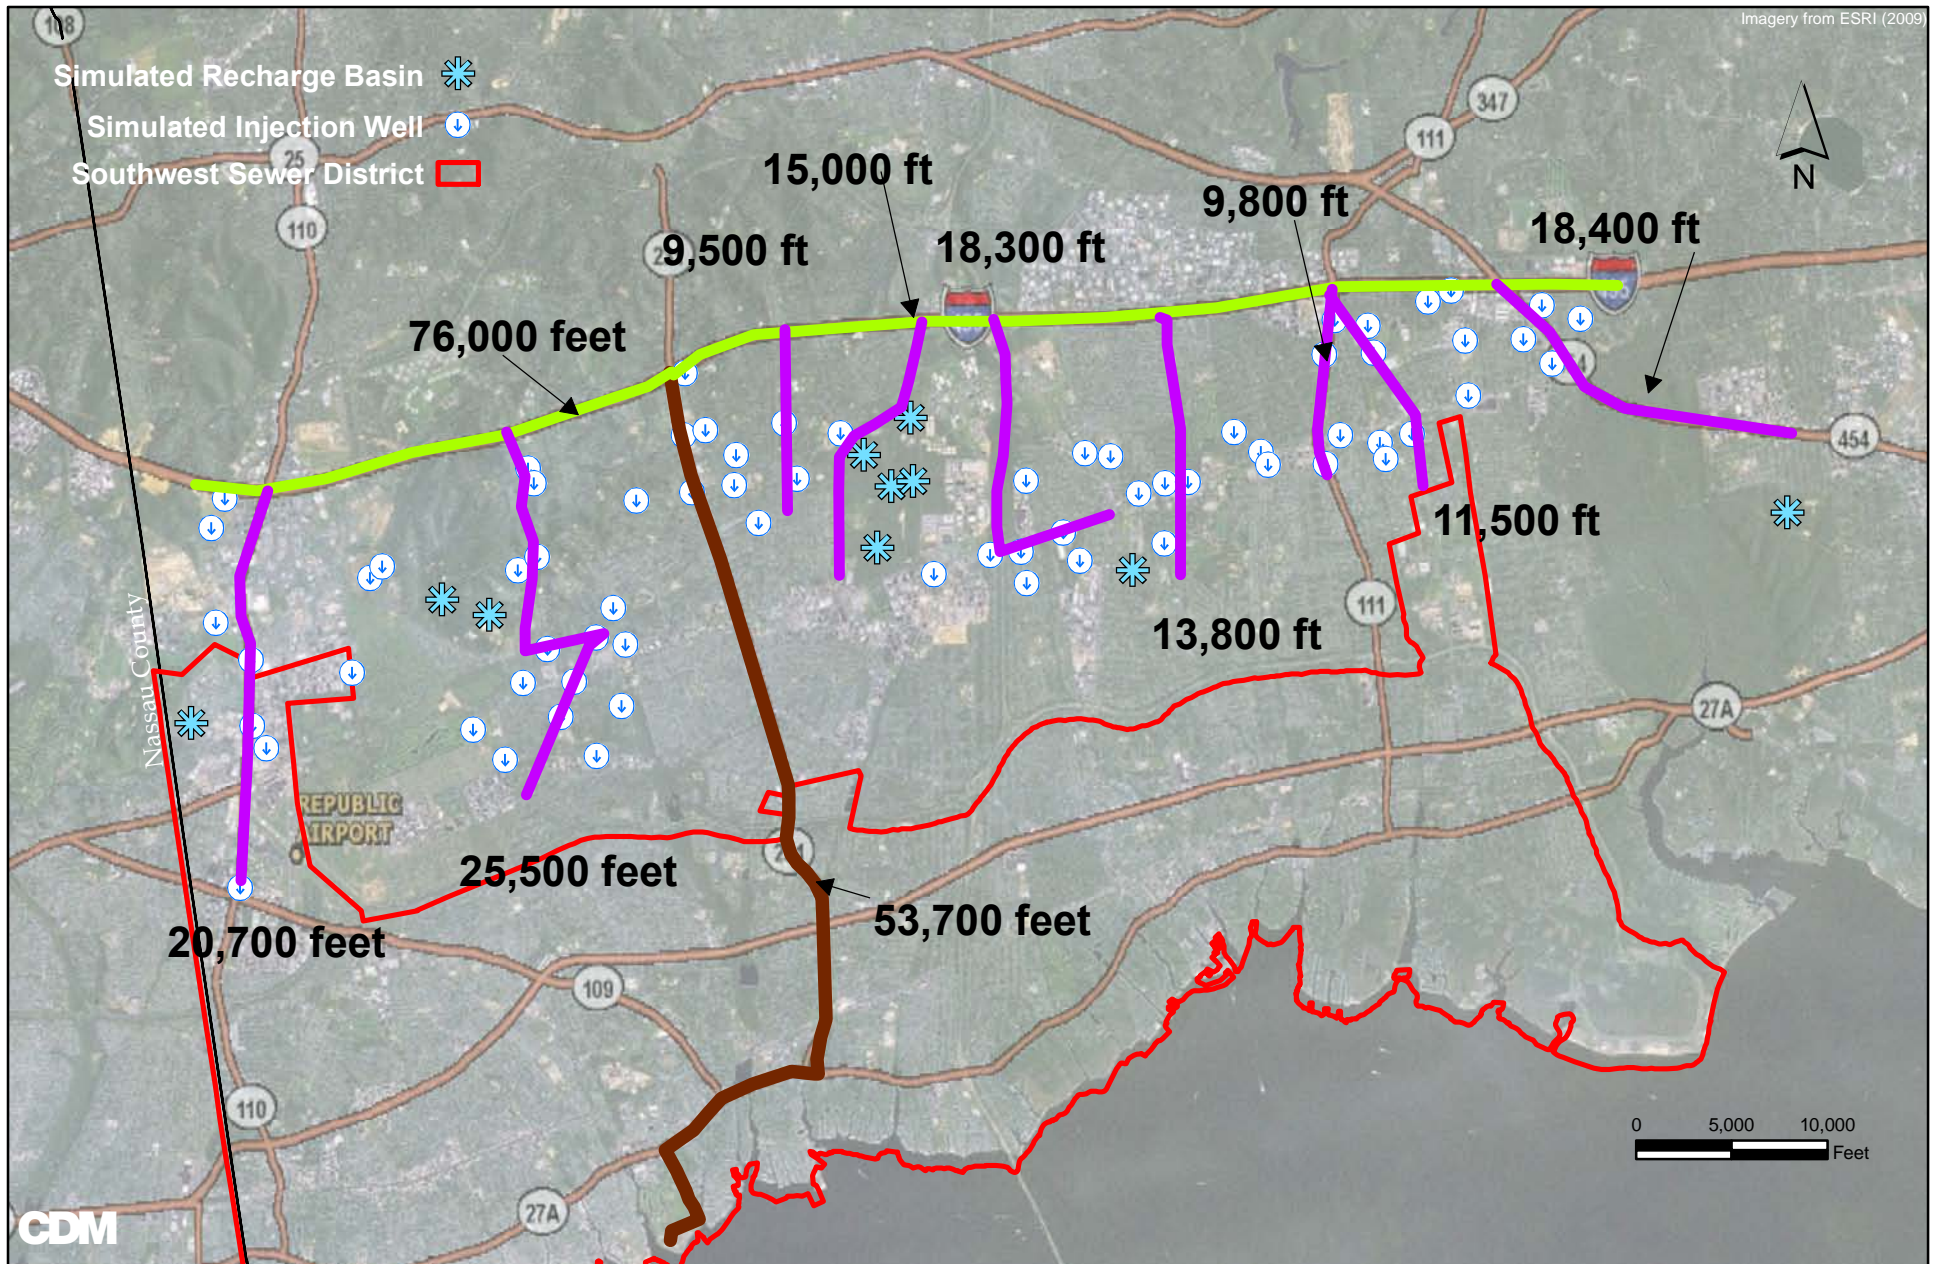 Imagery from ESRI (2009)
108
Simulated Recharge Basin
Simulated Injection Well
Southwest Sewer District
25
110
347
111
N
15,000 ft
9,800 ft
18,400 ft
9,500 ft
18,300 ft
76,000 feet
454
11,500 ft
111
13,800 ft
Nassau County
27A
REPUBLIC
AIRPORT
25,500 feet
53,700 feet
20,700 feet
109
110
0 5,000 10,000
Feet
27A
CDM